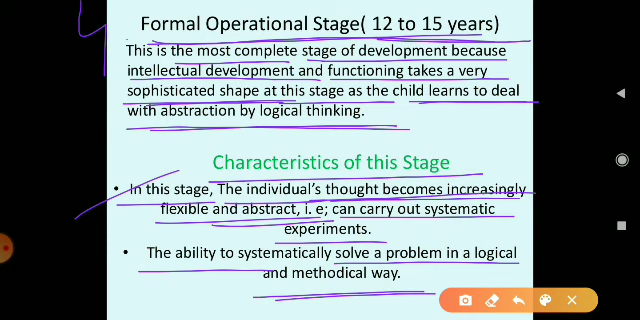 Formal Operational Stage( 12 to 15 years)
This is the most complete stage of development because
intellectual development and functioning takes a very
sophisticated shape at this stage as the child learns to deal
with abstraction by logical thinking.
Characteristics of this Stage
• In this stage, The individual's thought becomes increasingly
flexible and abstract, i. e; can carry out systematic
experiments.
• The ability to systematically solve a problem in a logical
and methodical way.